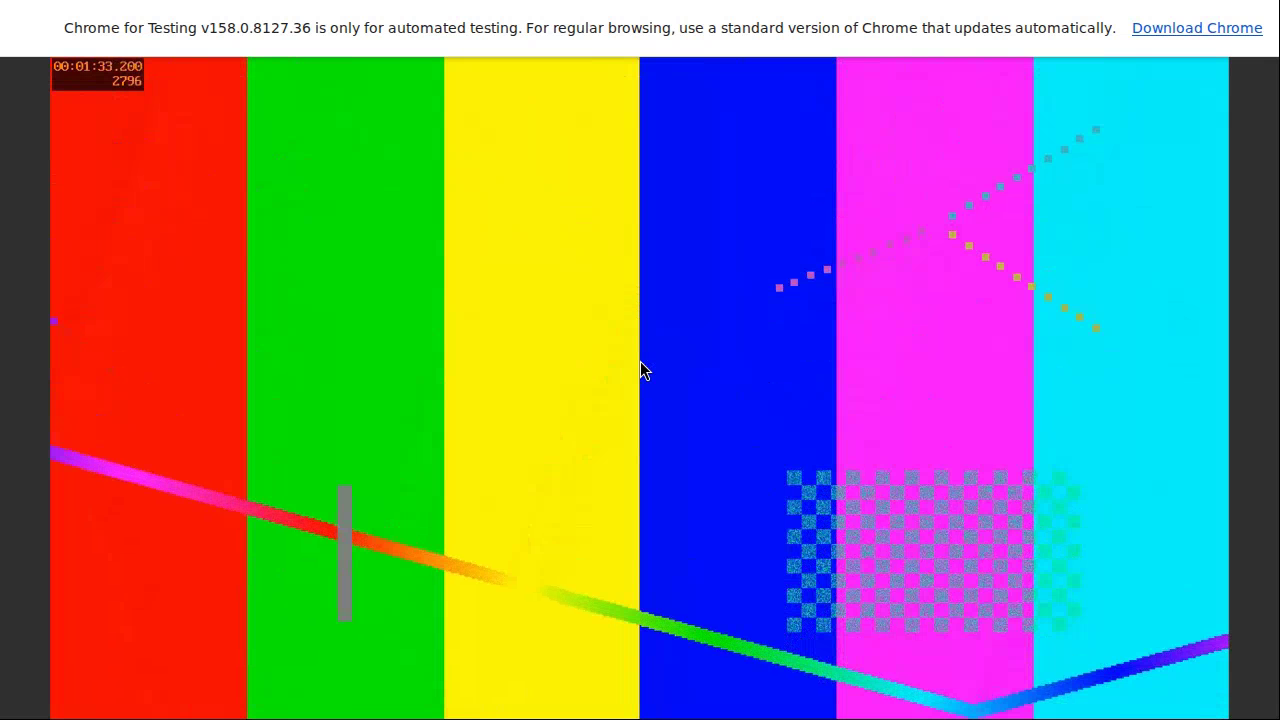 Chrome for Testing v158.0.8127.36 is only for automated testing. For regular browsing, use a standard version of Chrome that updates automatically. Download Chrome
00:01:33.200
2796